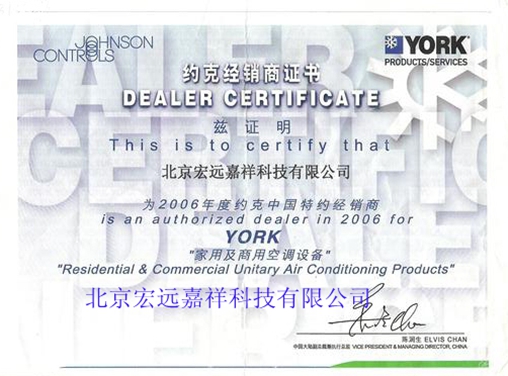 JOHNSON CONTROLS
YORK®
PRODUCTS/SERVICES
约克经销商证书
DEALER CERTIFICATE
兹证明
This is to certify that
北京宏远嘉祥科技有限公司
为2006年度约克中国特约经销商
is an authorized dealer in 2006 for
YORK
"家用及商用空调设备"
"Residential & Commercial Unitary Air Conditioning Products"
北京宏远嘉祥科技有限公司
陈润生 ELVIS CHAN
VICE PRESIDENT & MANAGING DIRECTOR, CHINA